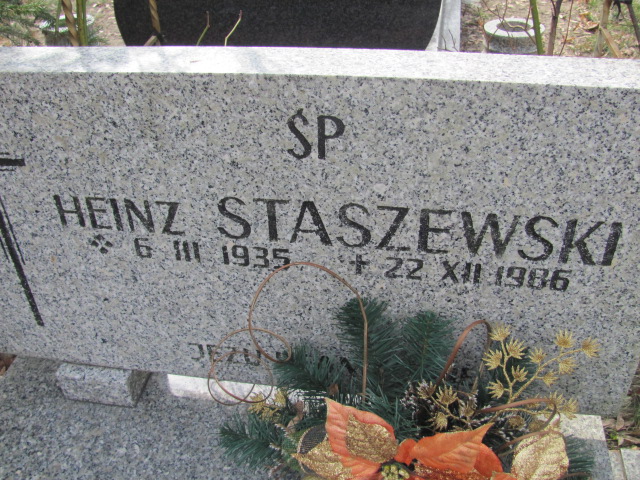 ŚP
HEINZ STASZEWSKI
* 6 III 1935 + 22 XII 1986